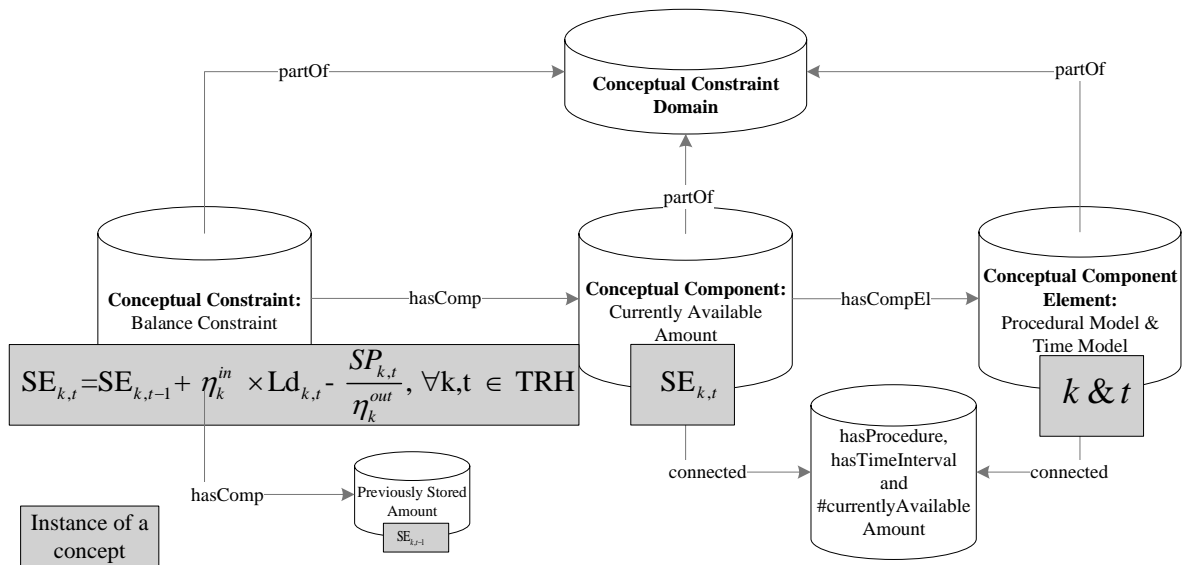 partOf
partOf
Conceptual Constraint
Domain
partOf
Conceptual Constraint:
Balance Constraint
hasComp
Conceptual Component:
Currently Available
Amount
hasCompEl
Conceptual Component
Element:
Procedural Model &
Time Model
SE_{k,t}=SE_{k,t-1}+ η_k^{in} ×Ld_{k,t}- \frac{SP_{k,t}}{η_k^{out}}, ∀k,t ∈ TRH
SE_{k,t}
k & t
hasComp
Previously Stored
Amount
SE_{k,t-1}
connected
hasProcedure,
hasTimeInterval
and
#currentlyAvailable
Amount
connected
Instance of a
concept